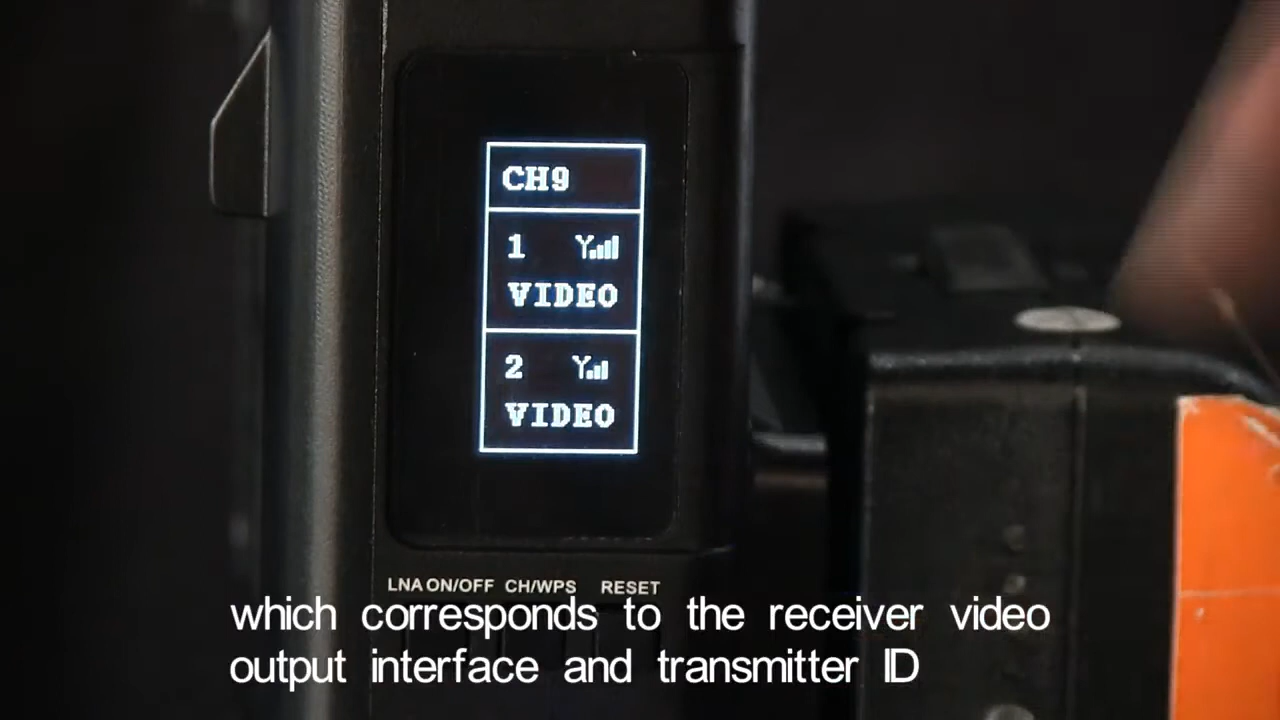 CH9
1
VIDEO
2
VIDEO
LNA ON/OFF CH/WPS RESET
which corresponds to the receiver video
output interface and transmitter ID